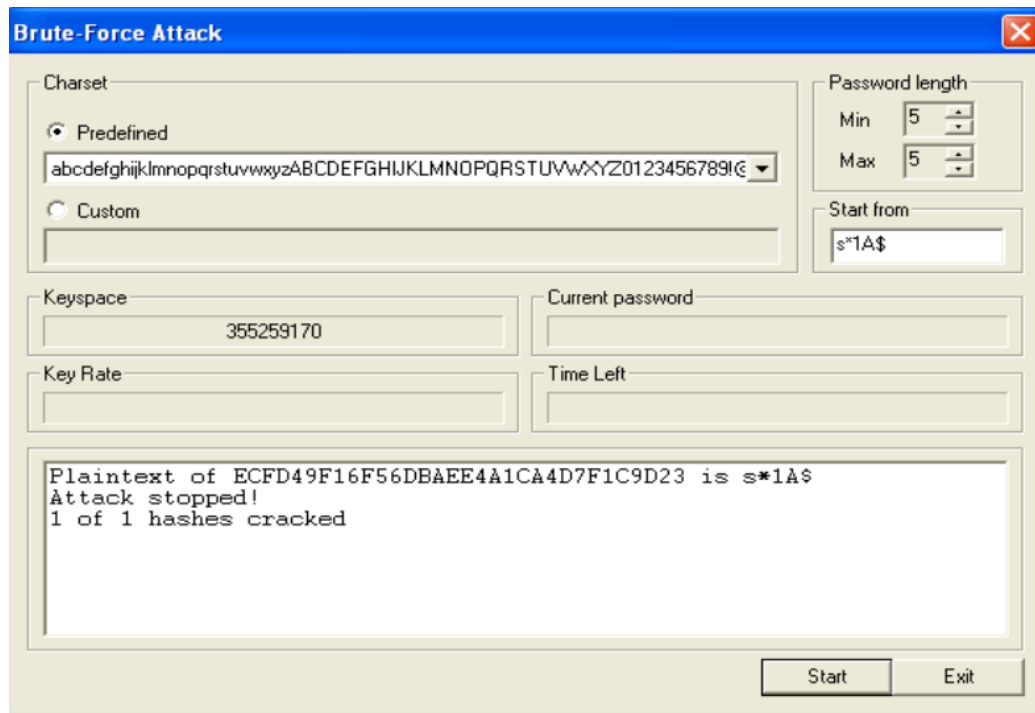 Brute-Force Attack
Charset
Predefined
abcdefghijklmnopqrstuvwxyzABCDEFGHIJKLMNOPQRSTUVwXYZ0123456789!@
Custom
Password length
Min 5
Max 5
Start from
s*1A$
Keyspace
355259170
Current password
Key Rate
Time Left
Plaintext of ECFD49F16F56DBAEE4A1CA4D7F1C9D23 is s*1A$
Attack stopped!
1 of 1 hashes cracked
Start
Exit